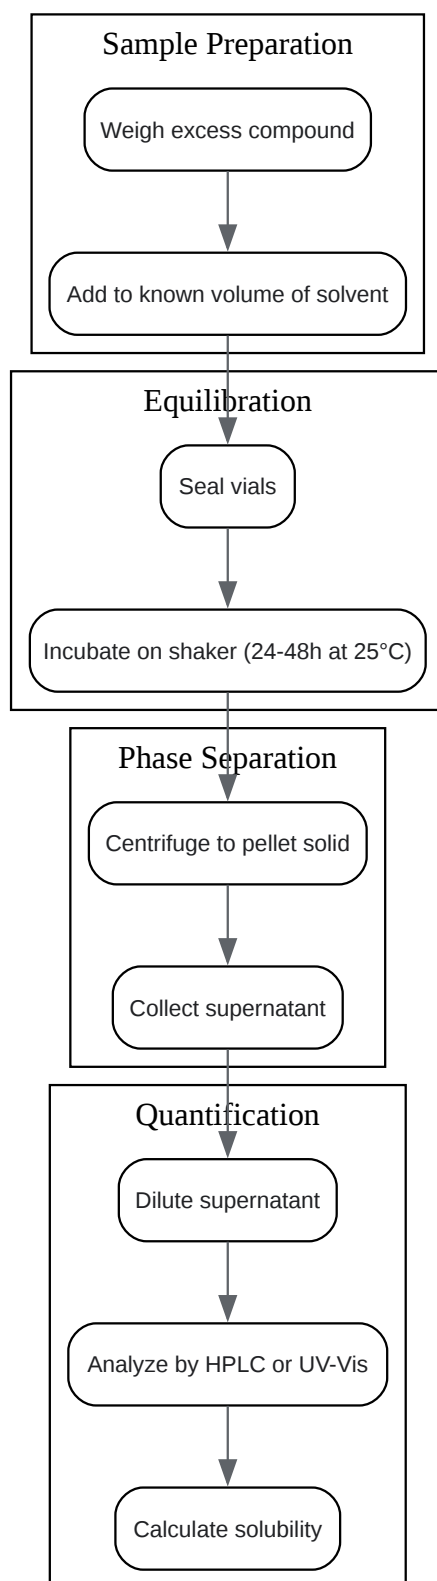 Sample Preparation
Weigh excess compound
Add to known volume of solvent
Equilibration
Seal vials
Incubate on shaker (24-48h at 25°C)
Phase Separation
Centrifuge to pellet solid
Collect supernatant
Quantification
Dilute supernatant
Analyze by HPLC or UV-Vis
Calculate solubility